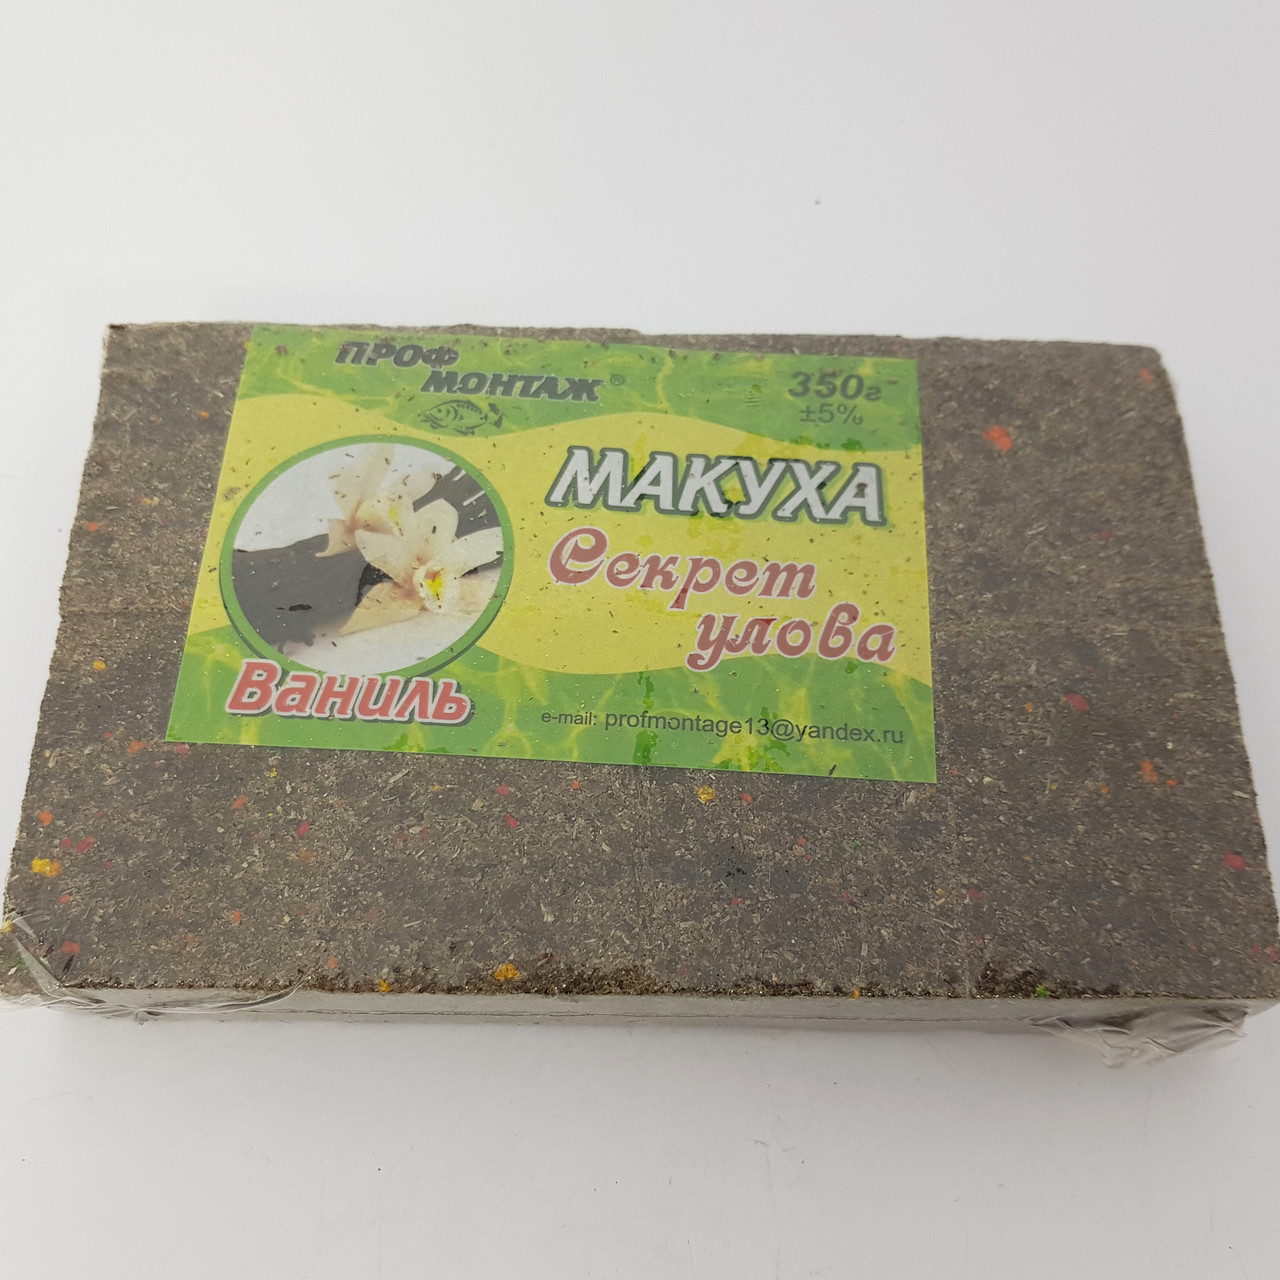 ПРОФ
МОНТАЖ®
350г
±5%
МАКУХА
Секрет
улова
Ваниль
e-mail: profmontage13@yandex.ru